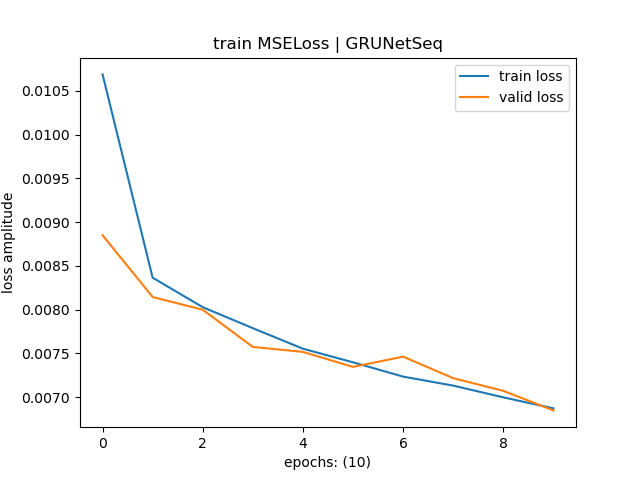 train MSELoss | GRUNetSeq
train loss
valid loss
0.0105
0.0100
0.0095
0.0090
0.0085
0.0080
0.0075
0.0070
loss amplitude
0 2 4 6 8
epochs: (10)